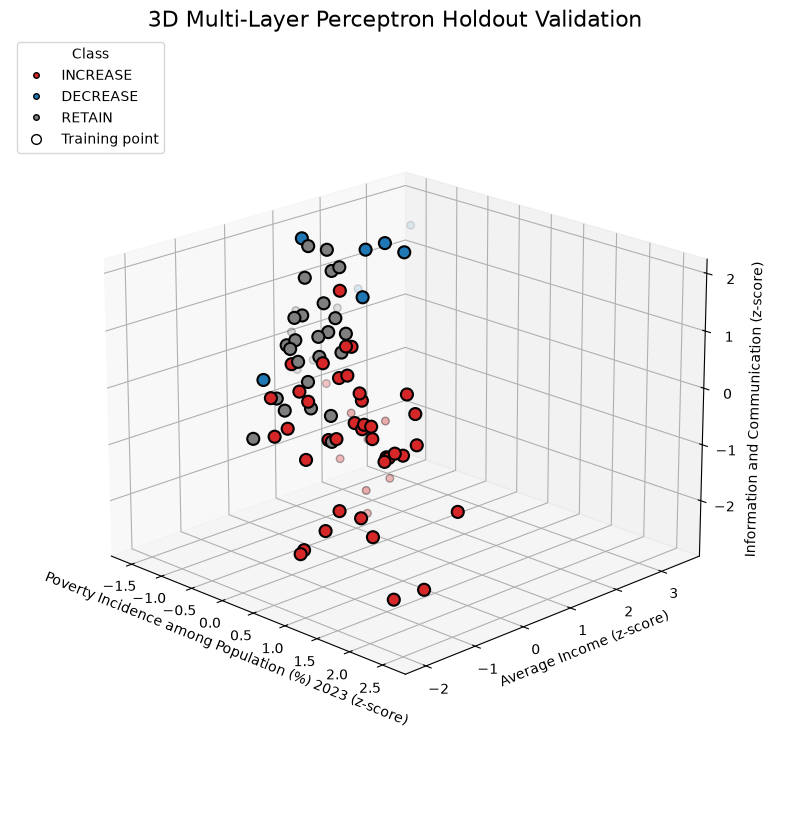 3D Multi-Layer Perceptron Holdout Validation
Class
INCREASE
DECREASE
RETAIN
Training point
2
1
0
−1
−2
Information and Communication (z-score)
−1.5
−1.0
−0.5
0.0
0.5
1.0
1.5
2.0
2.5
Poverty Incidence among Population (%) 2023 (z-score)
3
2
1
0
−1
−2
Average Income (z-score)